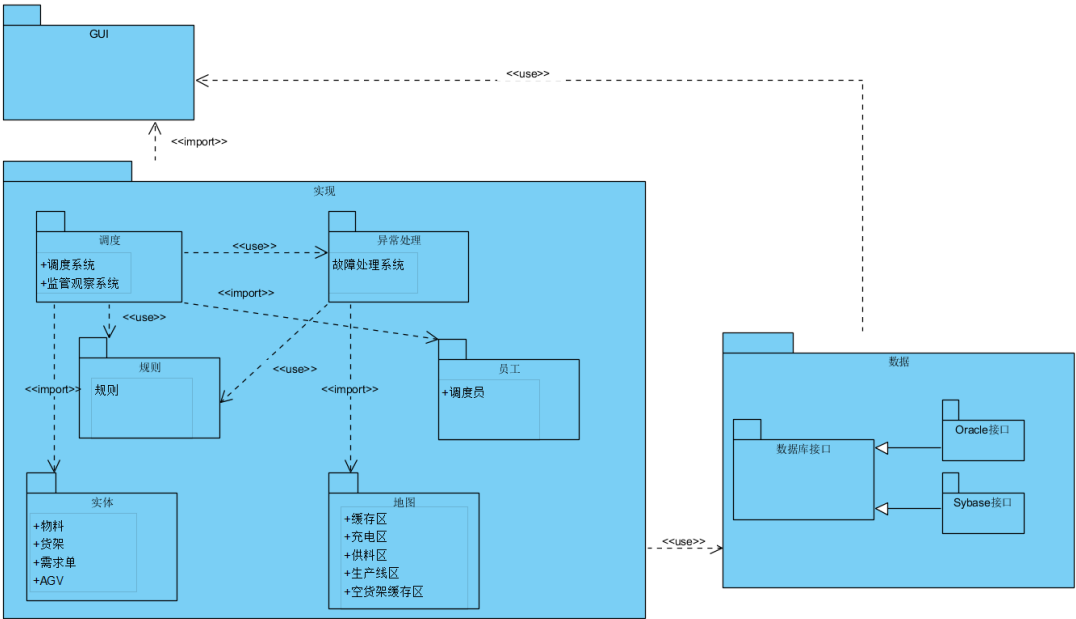 GUI
<<use>>
<<import>>
实现
调度
+调度系统
+监管观察系统
<<use>>
异常处理
故障处理系统
<<import>>
<<use>>
规则
规则
<<use>>
<<import>>
<<import>>
员工
+调度员
实体
+物料
+货架
+需求单
+AGV
地图
+缓存区
+充电区
+供料区
+生产线区
+空货架缓存区
<<use>>
数据
数据库接口
Oracle接口
Sybase接口